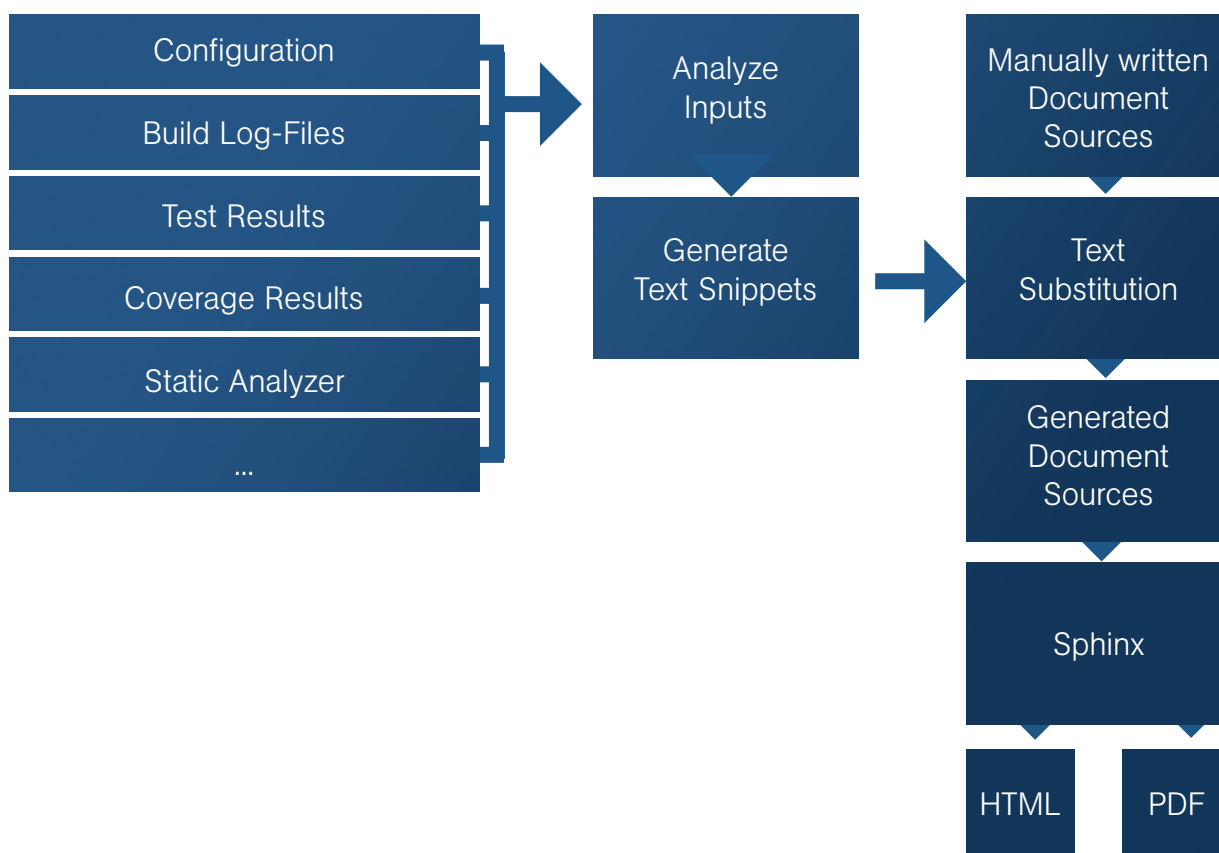 Configuration
Build Log-Files
Test Results
Coverage Results
Static Analyzer
...
Analyze
Inputs
Generate
Text Snippets
Manually written
Document
Sources
Text
Substitution
Generated
Document
Sources
Sphinx
HTML
PDF